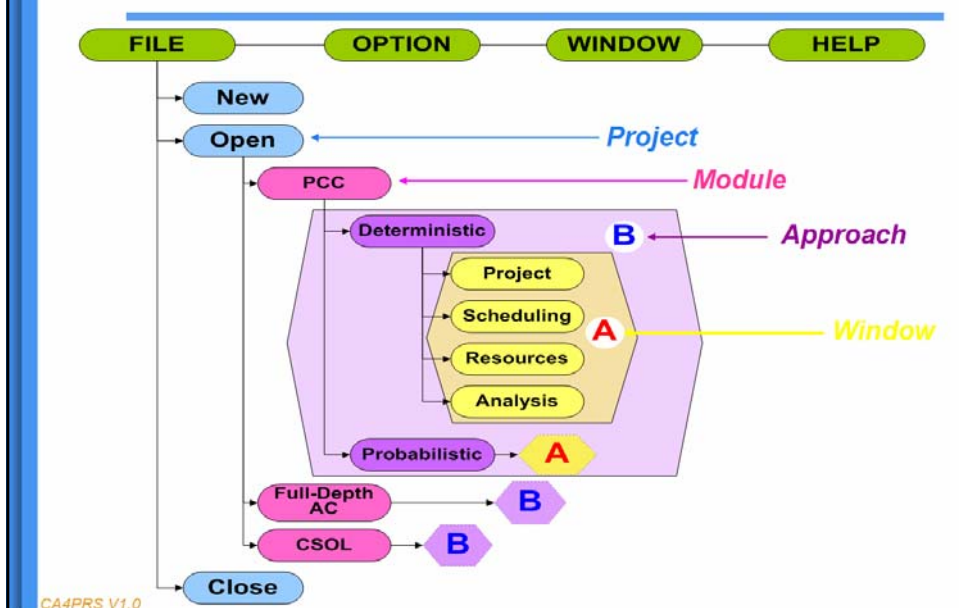 FILE OPTION WINDOW HELP
New
Open Project
PCC Module
Deterministic B Approach
Project
Scheduling
A Window
Resources
Analysis
Probabilistic A
Full-Depth
AC B
CSOL B
Close
CA4PRS V1.0